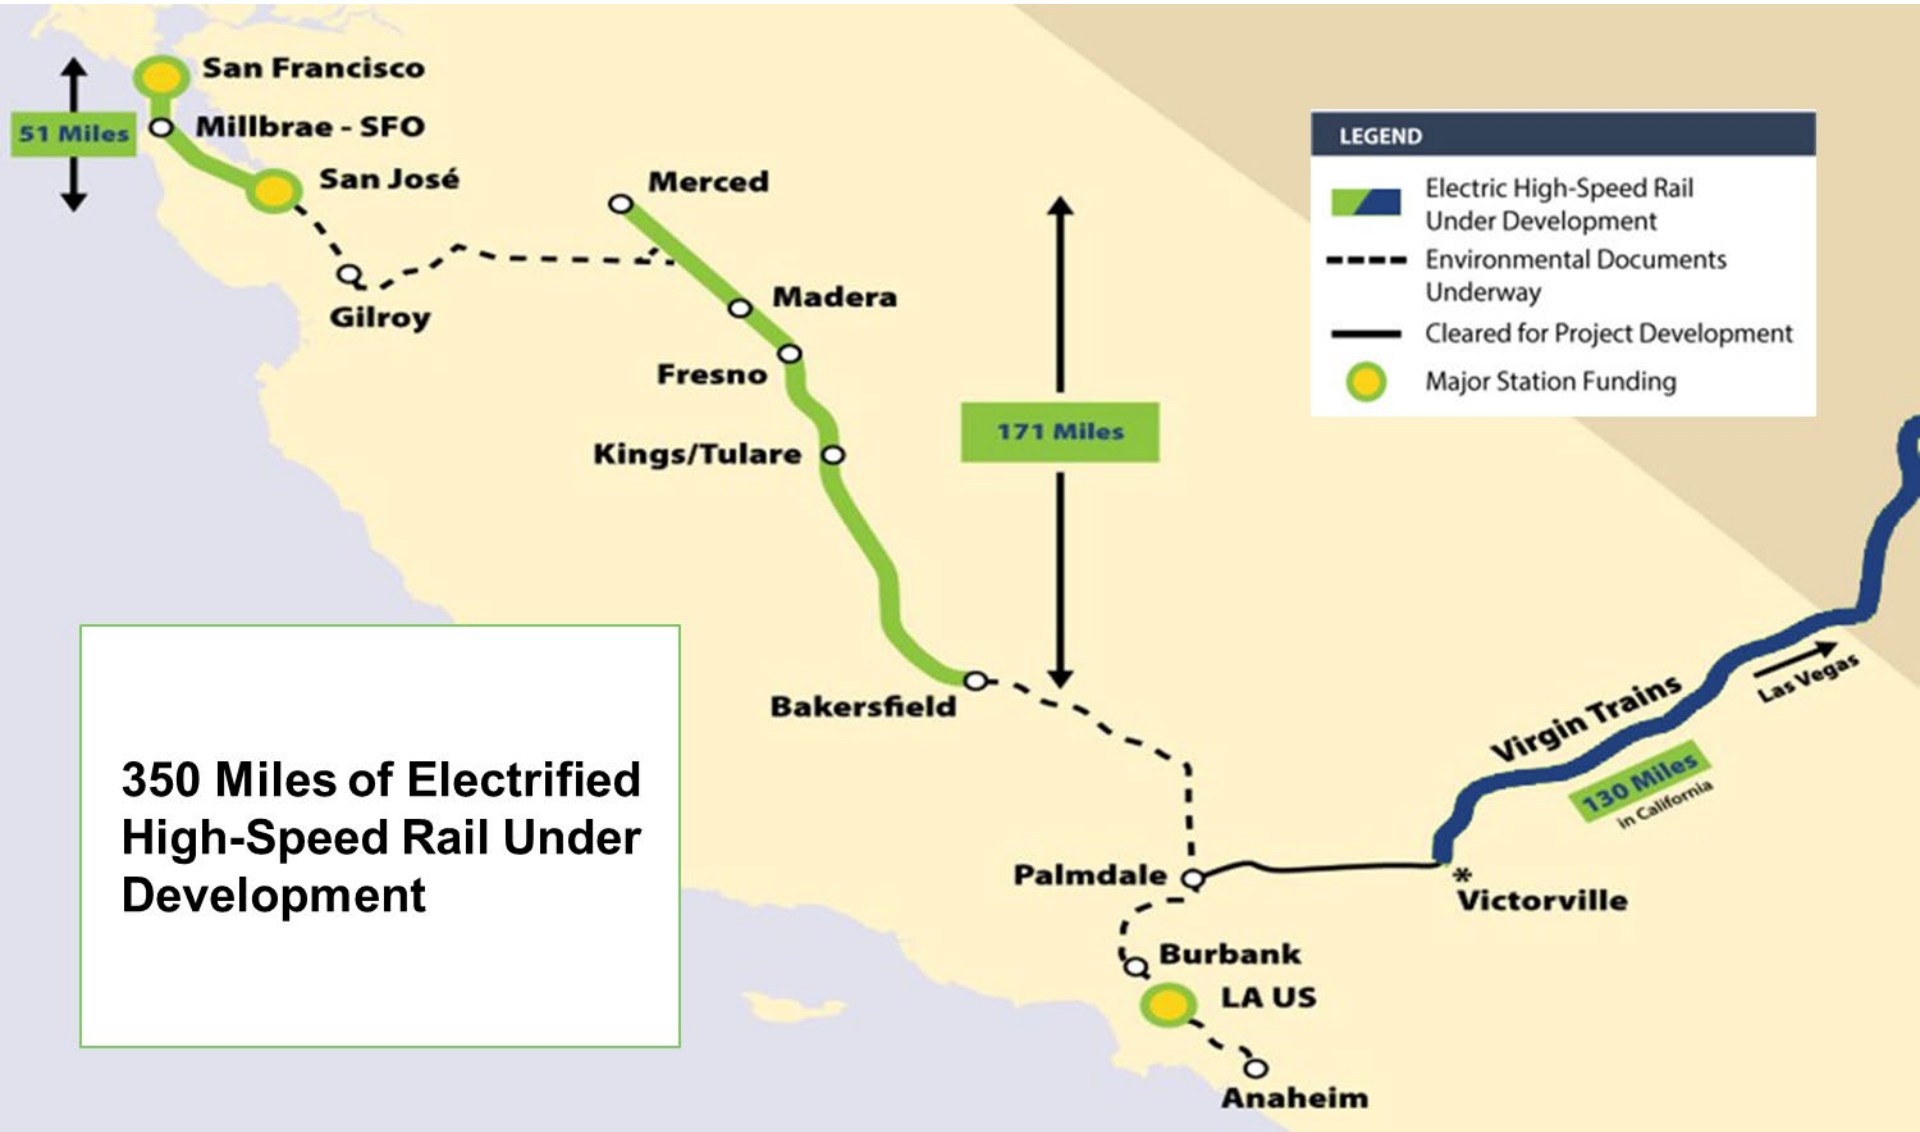 San Francisco
51 Miles
Millbrae - SFO
San José
Gilroy
Merced
Madera
Fresno
Kings/Tulare
Bakersfield
171 Miles
LEGEND
Electric High-Speed Rail
Under Development
Environmental Documents
Underway
Cleared for Project Development
Major Station Funding
Las Vegas
Virgin Trains
130 Miles
in California
350 Miles of Electrified
High-Speed Rail Under
Development
Palmdale
*
Victorville
Burbank
LA US
Anaheim